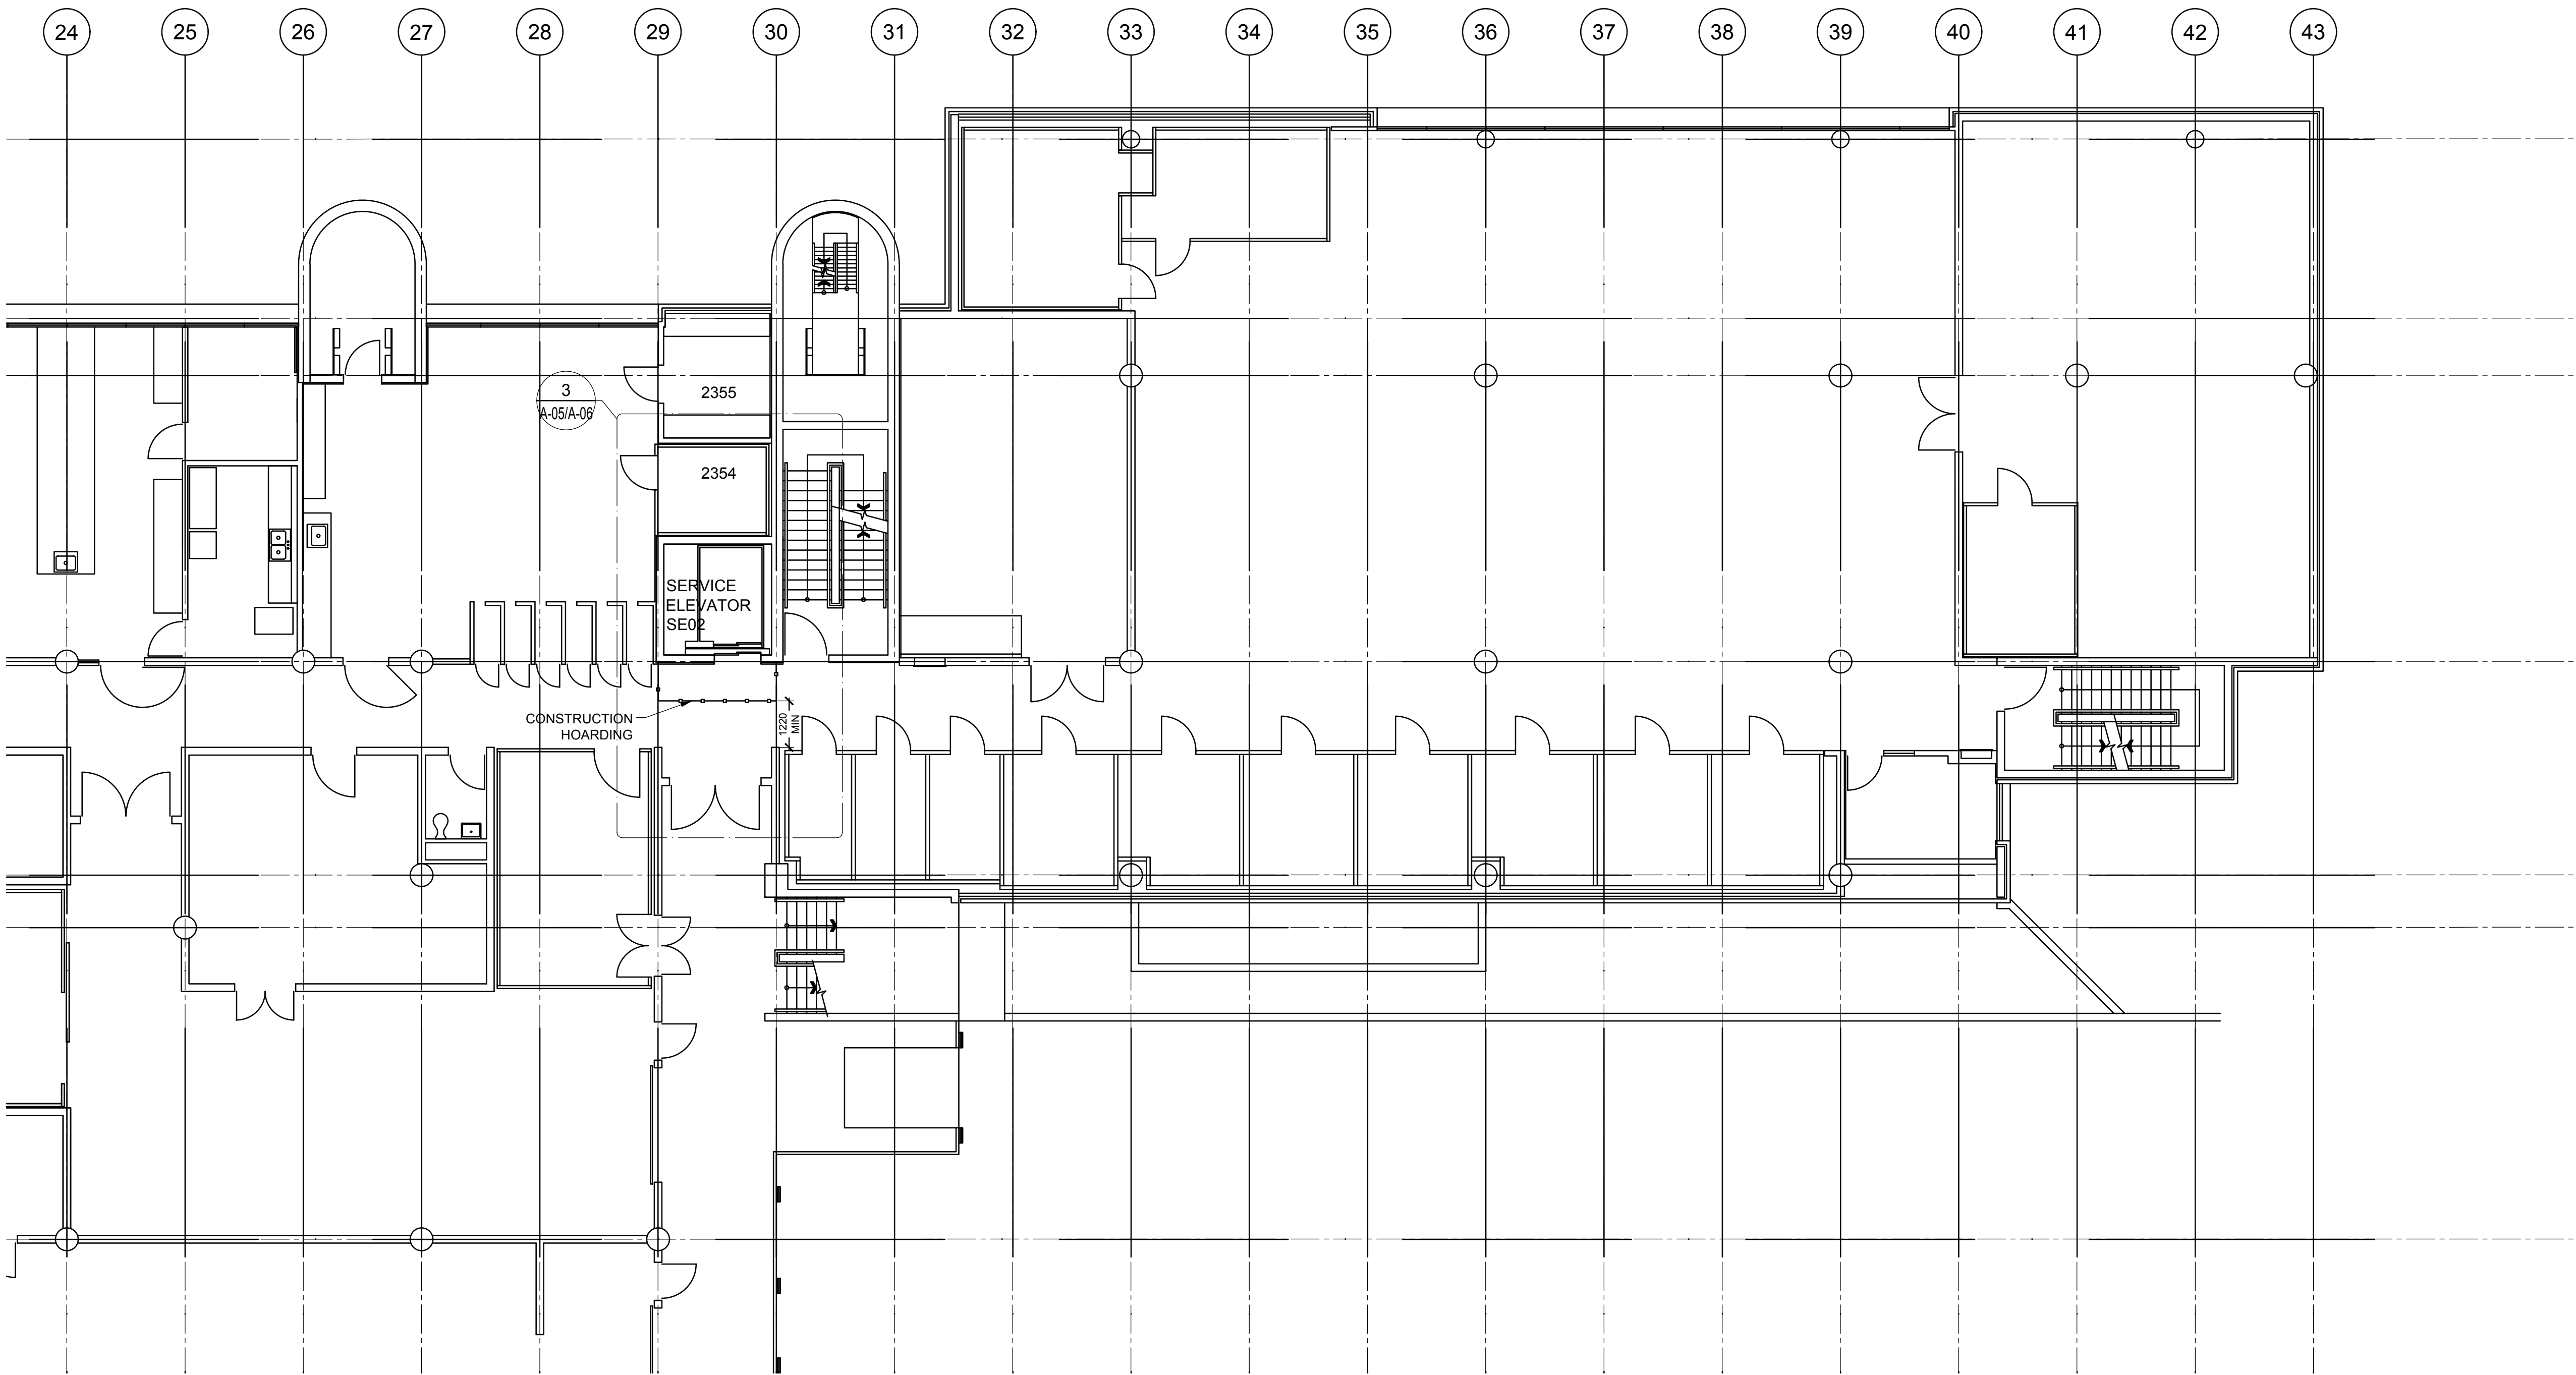 24 25 26 27 28 29 30 31 32 33 34 35 36 37 38 39 40 41 42 43
3
A-05/A-06
2355
2354
SERVICE
ELEVATOR
SE02
CONSTRUCTION
HOARDING
1220
MIN